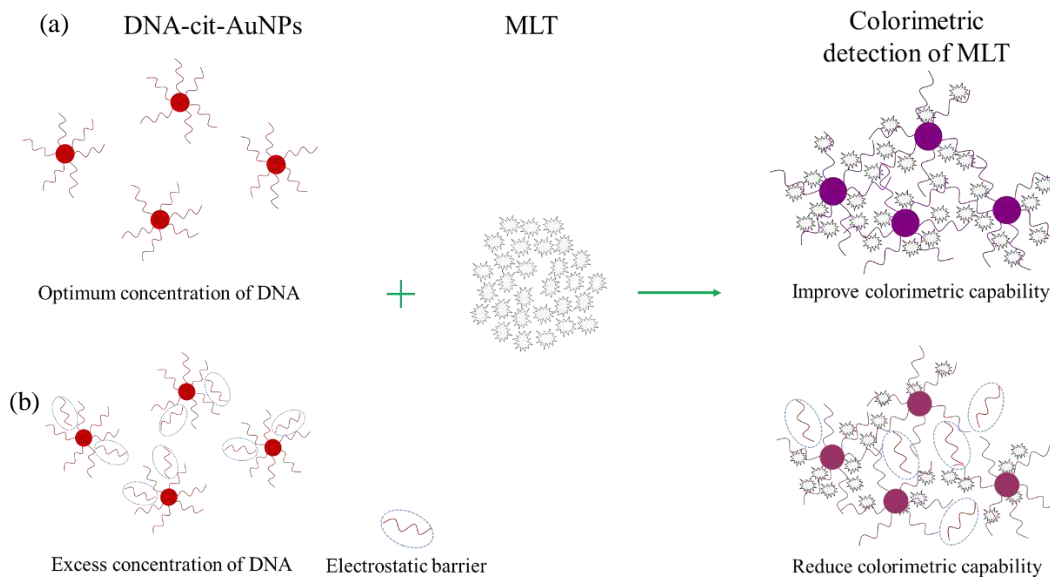 (a)
DNA-cit-AuNPs
MLT
Colorimetric
detection of MLT
Optimum concentration of DNA
+
Improve colorimetric capability
(b)
Excess concentration of DNA
Electrostatic barrier
Reduce colorimetric capability